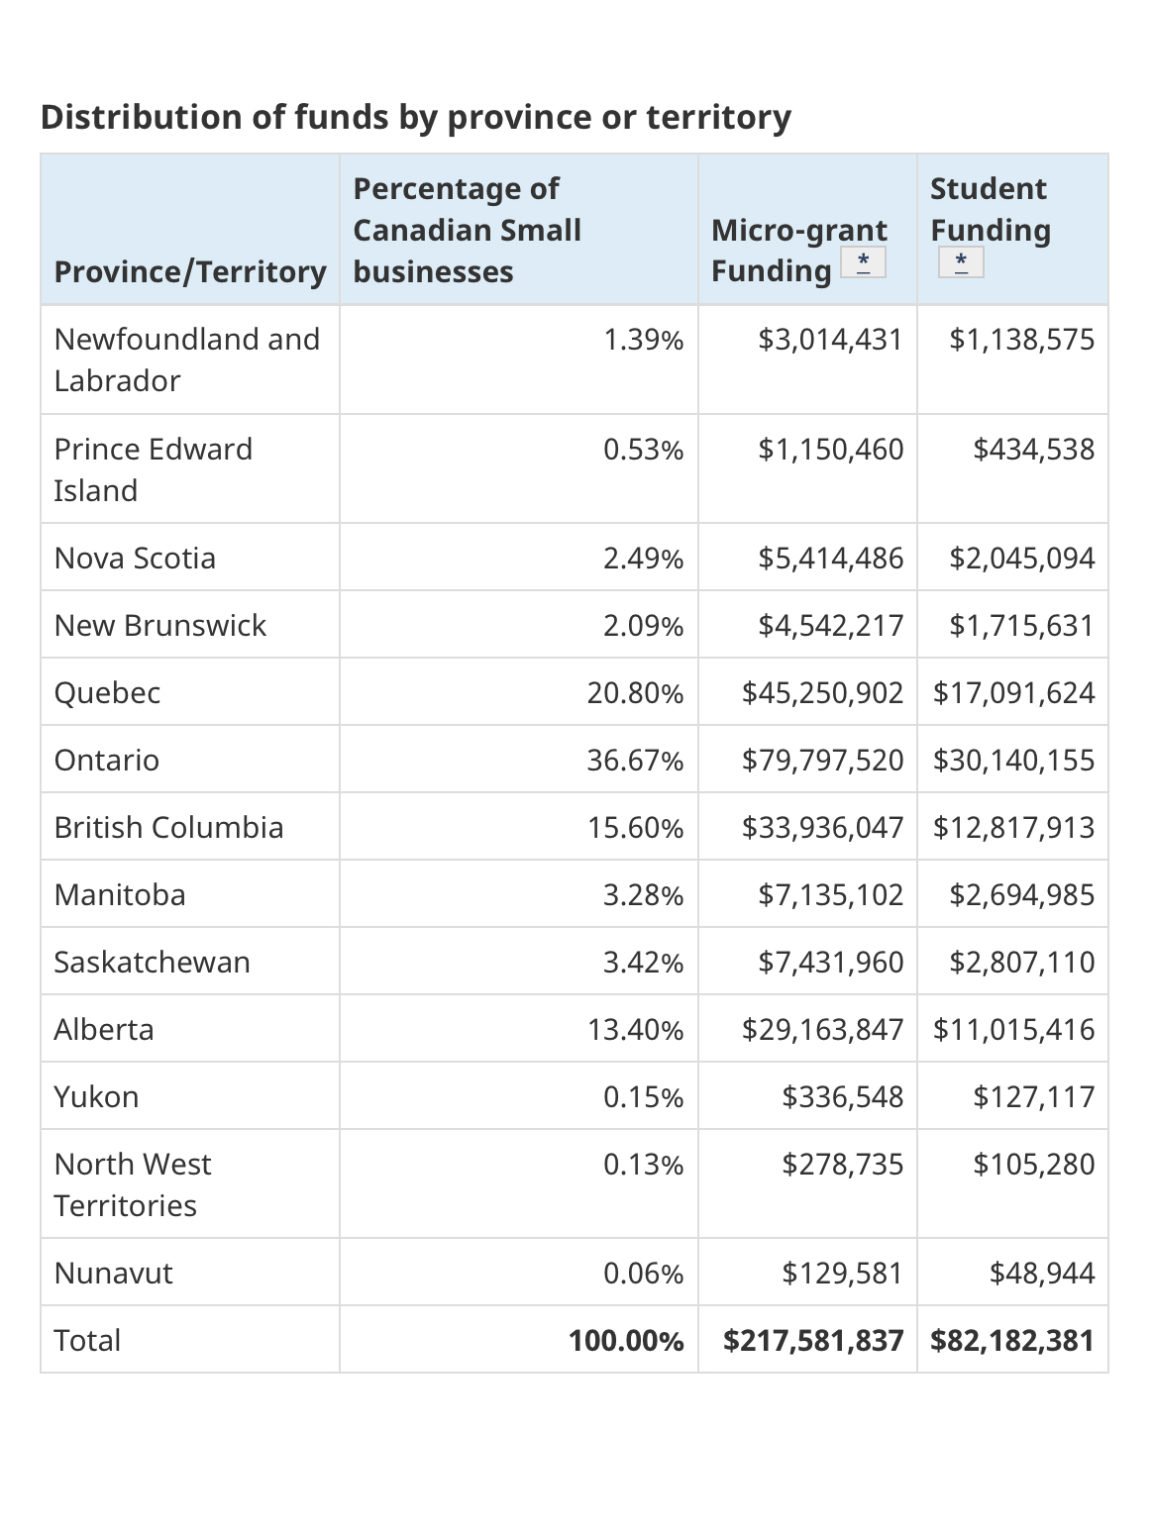 Distribution of funds by province or territory
Province/Territory
Percentage of
Canadian Small
businesses
Micro-grant
Funding *
Student
Funding
*
Newfoundland and
Labrador
1.39% $3,014,431 $1,138,575
Prince Edward
Island
0.53% $1,150,460 $434,538
Nova Scotia 2.49% $5,414,486 $2,045,094
New Brunswick 2.09% $4,542,217 $1,715,631
Quebec 20.80% $45,250,902 $17,091,624
Ontario 36.67% $79,797,520 $30,140,155
British Columbia 15.60% $33,936,047 $12,817,913
Manitoba 3.28% $7,135,102 $2,694,985
Saskatchewan 3.42% $7,431,960 $2,807,110
Alberta 13.40% $29,163,847 $11,015,416
Yukon 0.15% $336,548 $127,117
North West
Territories
0.13% $278,735 $105,280
Nunavut 0.06% $129,581 $48,944
Total 100.00% $217,581,837 $82,182,381